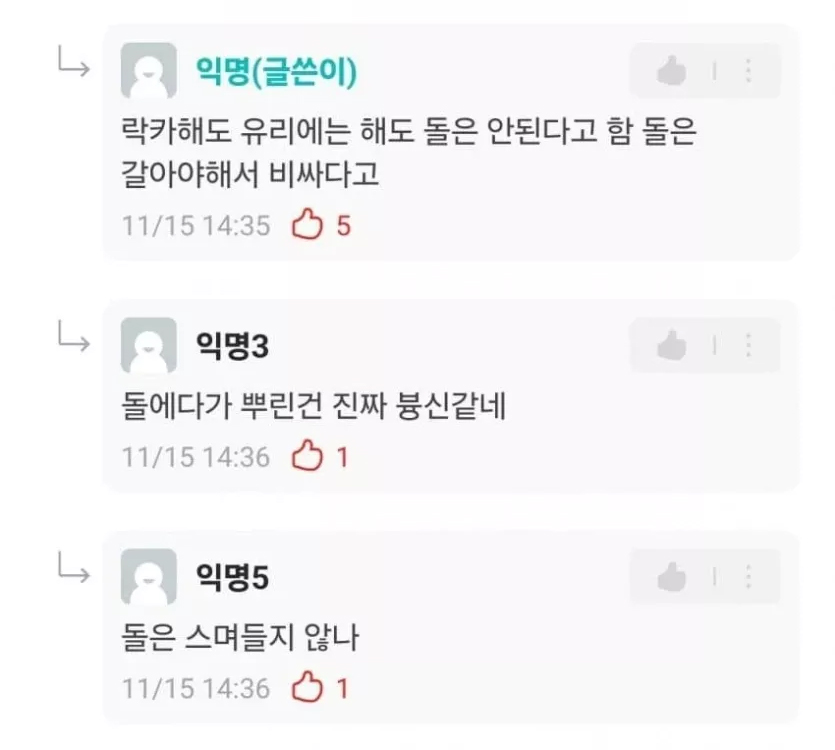 익명(글쓴이)
락카해도 유리에는 해도 돌은 안된다고 함 돌은
갈아야해서 비싸다고
11/15 14:35 5
익명3
돌에다가 뿌린건 진짜 븅신같네
11/15 14:36 1
익명5
돌은 스며들지 않나
11/15 14:36 1